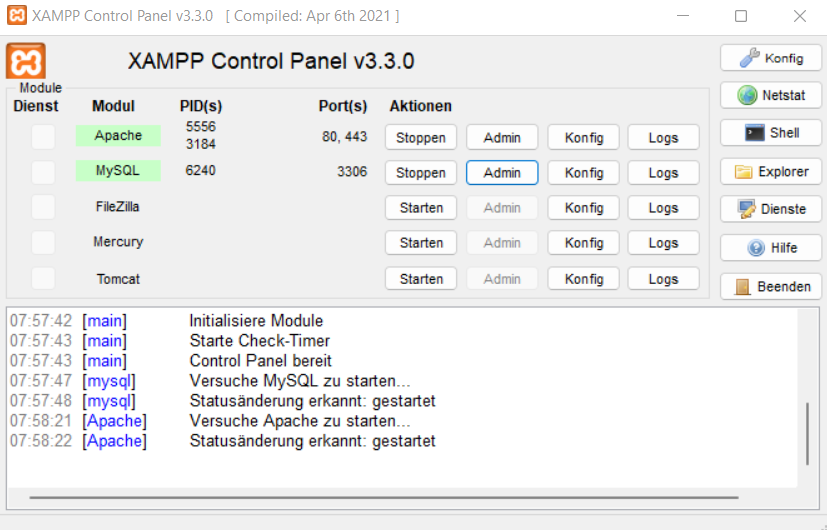 XAMPP Control Panel v3.3.0 [ Compiled: Apr 6th 2021 ]
XAMPP Control Panel v3.3.0
Konfig
Module
Dienst Modul PID(s) Port(s) Aktionen
Netstat
Apache 5556 3184 80, 443 Stoppen Admin Konfig Logs
Shell
MySQL 6240 3306 Stoppen Admin Konfig Logs
Explorer
FileZilla Starten Admin Konfig Logs
Dienste
Mercury Starten Admin Konfig Logs
Hilfe
Tomcat Starten Admin Konfig Logs
Beenden
07:57:42 [main] Initialisiere Module
07:57:43 [main] Starte Check-Timer
07:57:43 [main] Control Panel bereit
07:57:47 [mysql] Versuche MySQL zu starten...
07:57:48 [mysql] Statusänderung erkannt: gestartet
07:58:21 [Apache] Versuche Apache zu starten...
07:58:22 [Apache] Statusänderung erkannt: gestartet